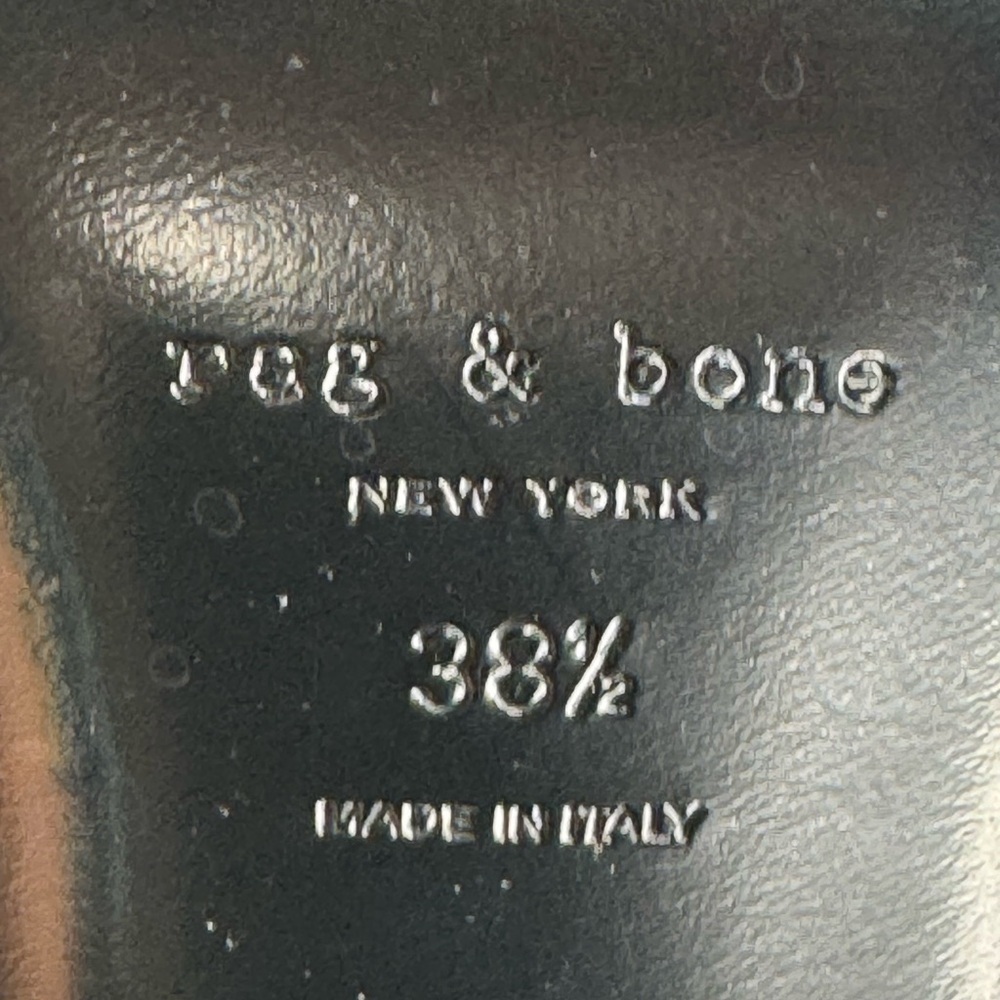 rag & bone
NEW YORK
38½
MADE IN ITALY